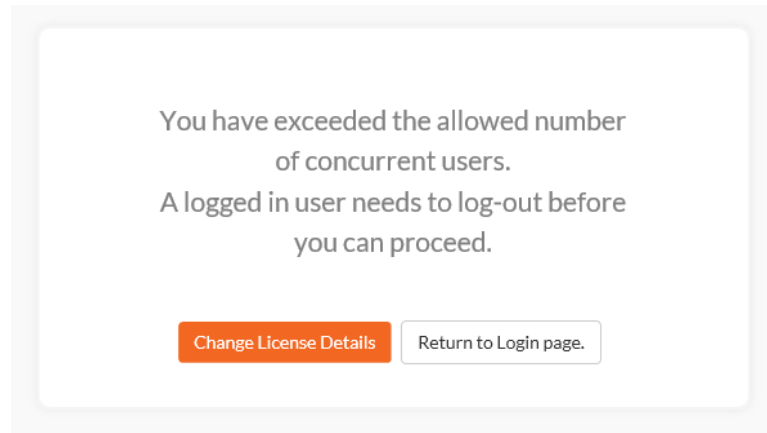 You have exceeded the allowed number
of concurrent users.
A logged in user needs to log-out before
you can proceed.
Change License Details
Return to Login page.